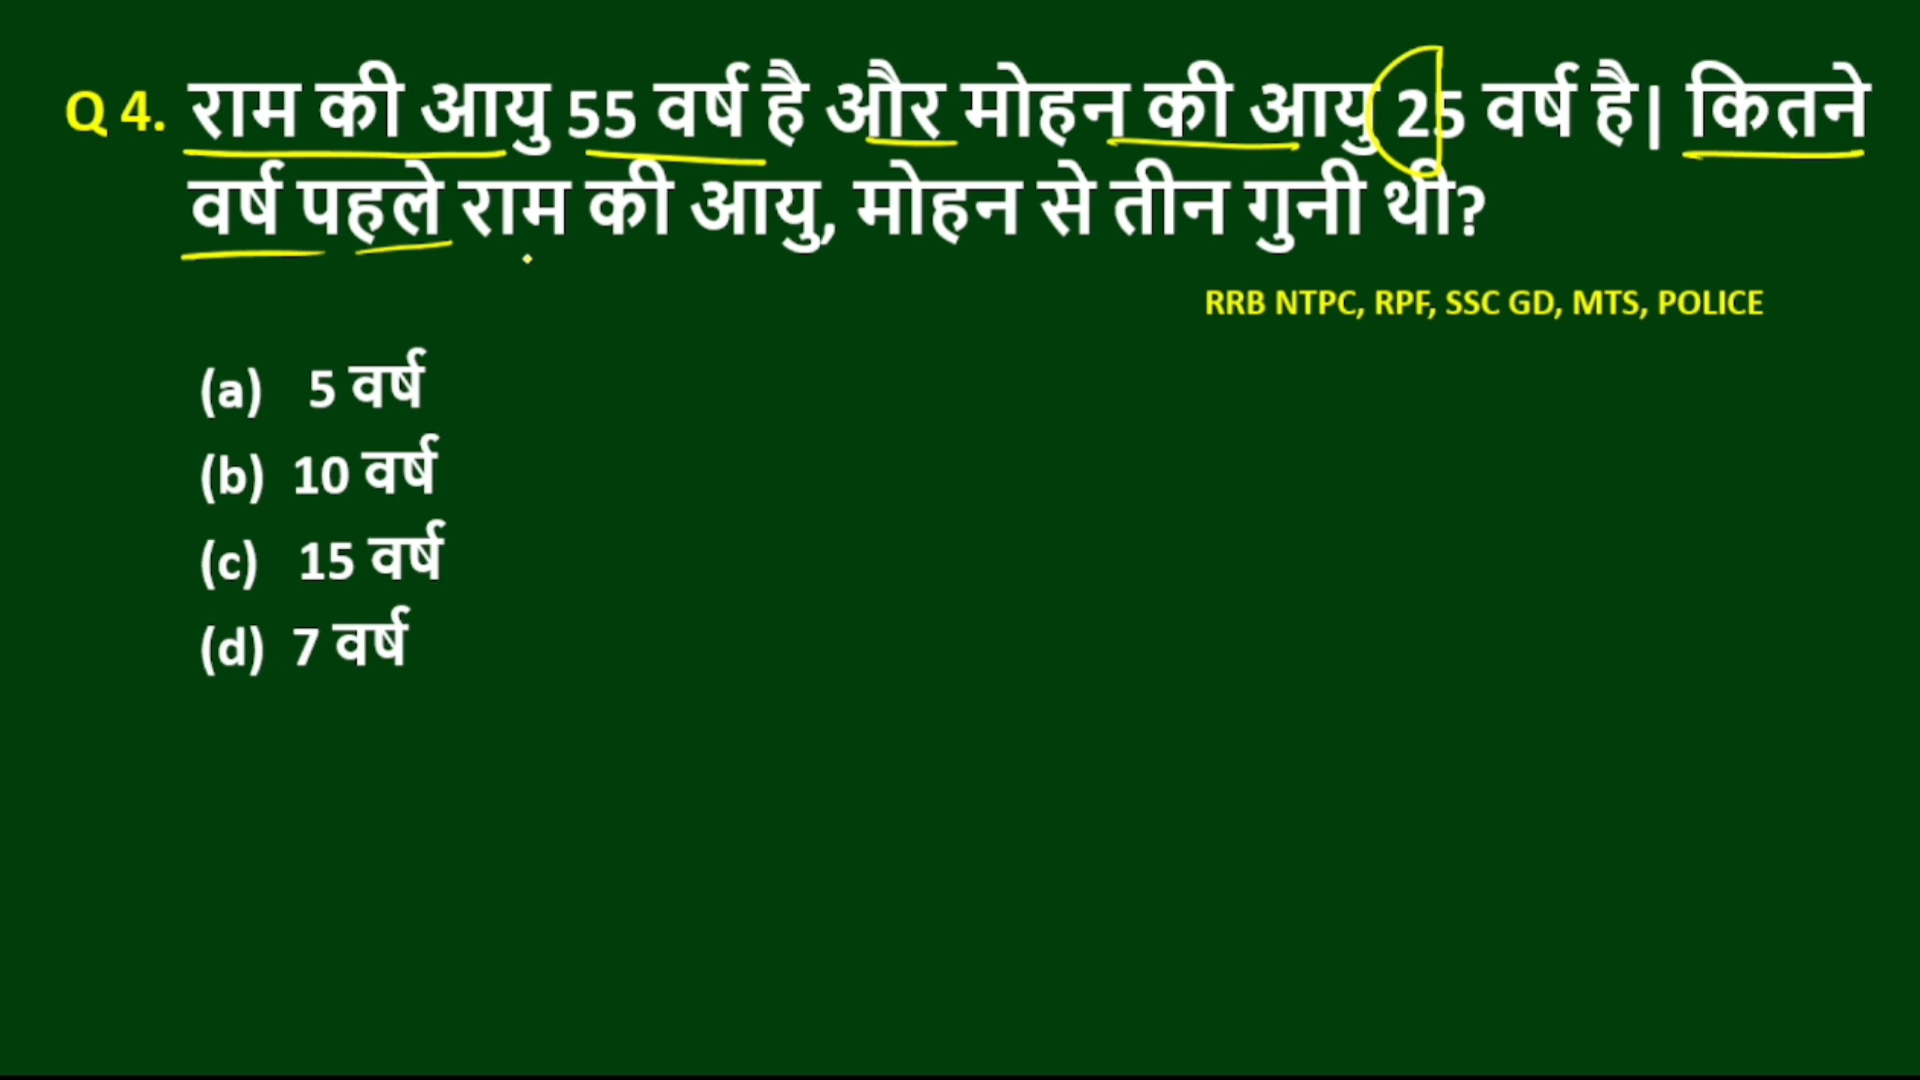 Q 4. राम की आयु 55 वर्ष है और मोहन की आयु 25 वर्ष है| कितने
वर्ष पहले राम की आयु, मोहन से तीन गुनी थी?
RRB NTPC, RPF, SSC GD, MTS, POLICE
(a) 5 वर्ष
(b) 10 वर्ष
(c) 15 वर्ष
(d) 7 वर्ष